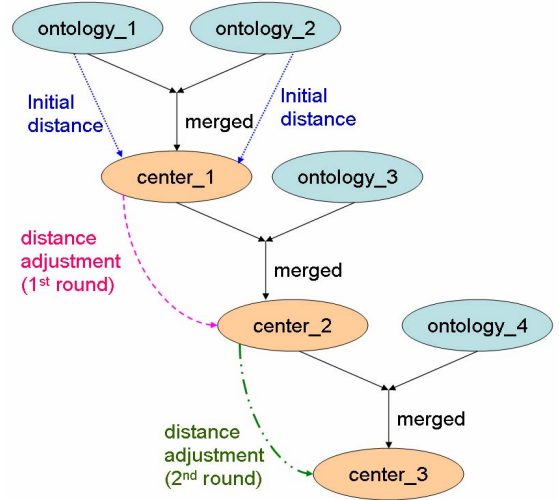 ontology_1
ontology_2
Initial
distance
Initial
distance
merged
center_1
ontology_3
distance
adjustment
(1st round)
merged
center_2
ontology_4
distance
adjustment
(2nd round)
merged
center_3